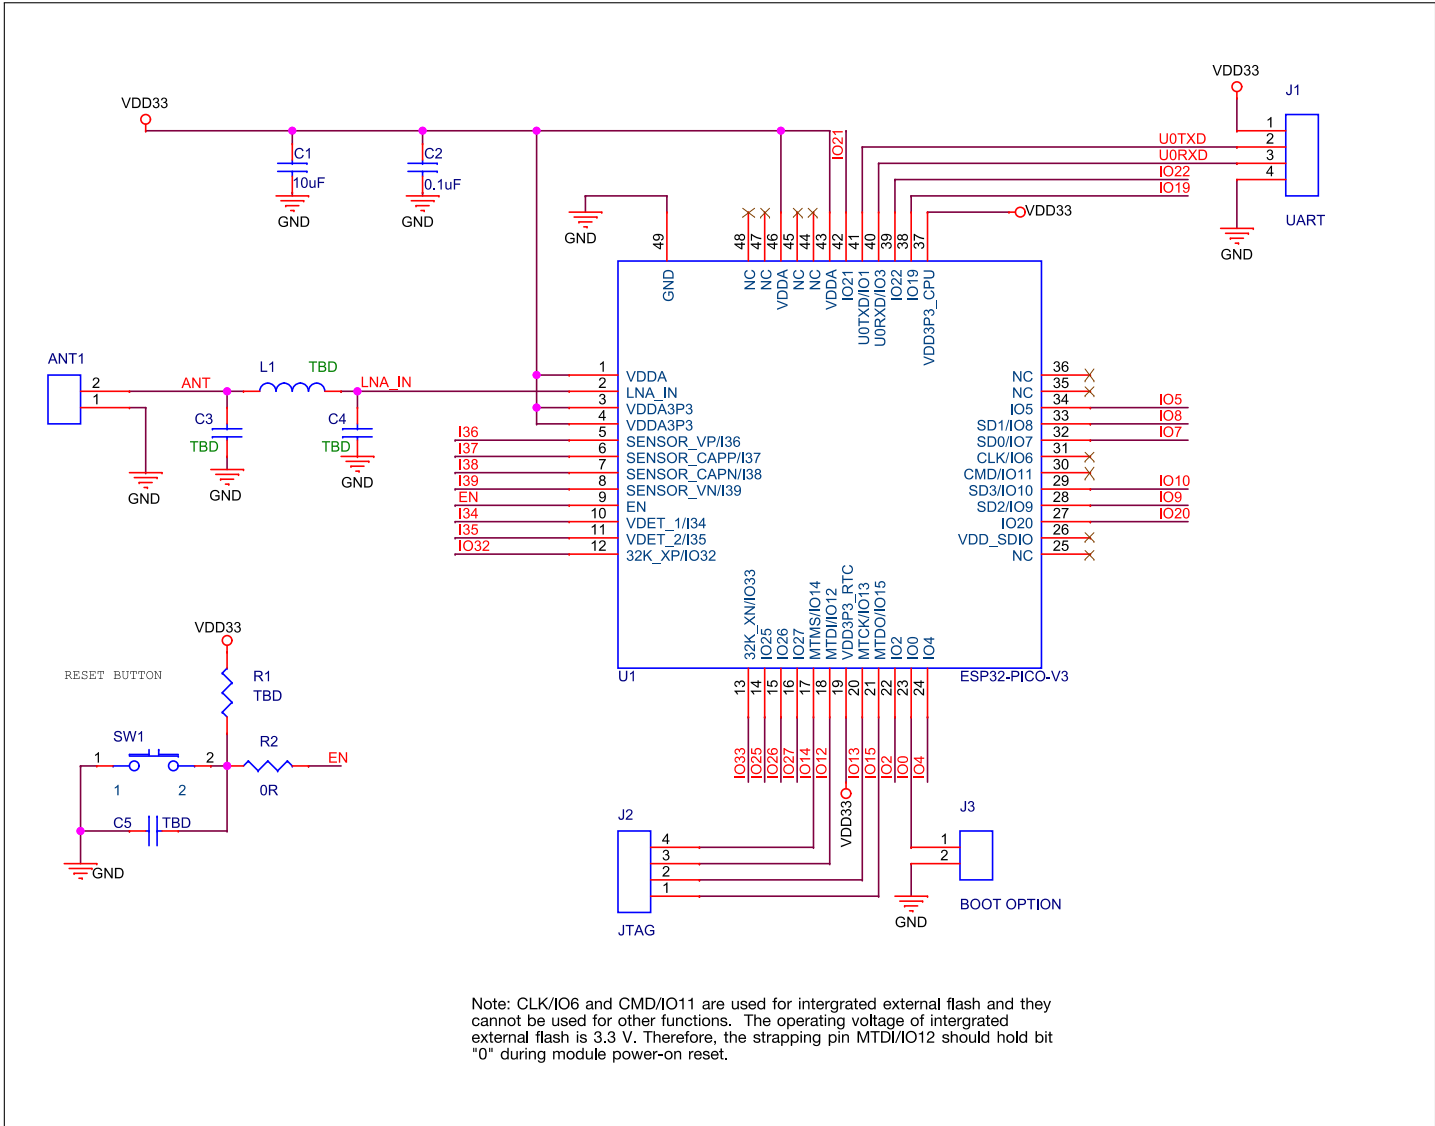 VDD33
C1
10uF
GND
C2
0.1uF
GND
GND
VDD33
J1
1
2
3
4
U0TXD
U0RXD
IO22
IO19
UART
GND
VDD33
IO21
49
48
47
46
45
44
43
42
41
40
39
38
37
GND
NC
NC
VDDA
NC
NC
VDDA
IO21
U0TXD/IO1
U0RXD/IO3
IO22
IO19
VDD3P3_CPU
ANT1
2
1
ANT
L1
TBD
LNA_IN
C3
TBD
C4
TBD
GND
GND
GND
1 VDDA
2 LNA_IN
3 VDDA3P3
4 VDDA3P3
I36 5 SENSOR_VP/I36
I37 6 SENSOR_CAPP/I37
I38 7 SENSOR_CAPN/I38
I39 8 SENSOR_VN/I39
EN 9 EN
I34 10 VDET_1/I34
I35 11 VDET_2/I35
IO32 12 32K_XP/IO32
NC 36
NC 35
IO5 34 IO5
SD1/IO8 33 IO8
SD0/IO7 32 IO7
CLK/IO6 31
CMD/IO11 30
SD3/IO10 29 IO10
SD2/IO9 28 IO9
IO20 27 IO20
VDD_SDIO 26
NC 25
32K_XN/IO33
IO25
IO26
IO27
MTMS/IO14
MTDI/IO12
VDD3P3_RTC
MTCK/IO13
MTDO/IO15
IO2
IO0
IO4
U1
ESP32-PICO-V3
13
14
15
16
17
18
19
20
21
22
23
24
IO33
IO25
IO26
IO27
IO14
IO12
IO13
IO15
IO2
IO0
IO4
VDD33
RESET BUTTON
VDD33
R1
TBD
SW1
1
2
1
2
R2
0R
EN
C5
TBD
GND
J2
4
3
2
1
JTAG
J3
1
2
GND
BOOT OPTION
Note: CLK/IO6 and CMD/IO11 are used for intergrated external flash and they
cannot be used for other functions. The operating voltage of intergrated
external flash is 3.3 V. Therefore, the strapping pin MTDI/IO12 should hold bit
"0" during module power-on reset.